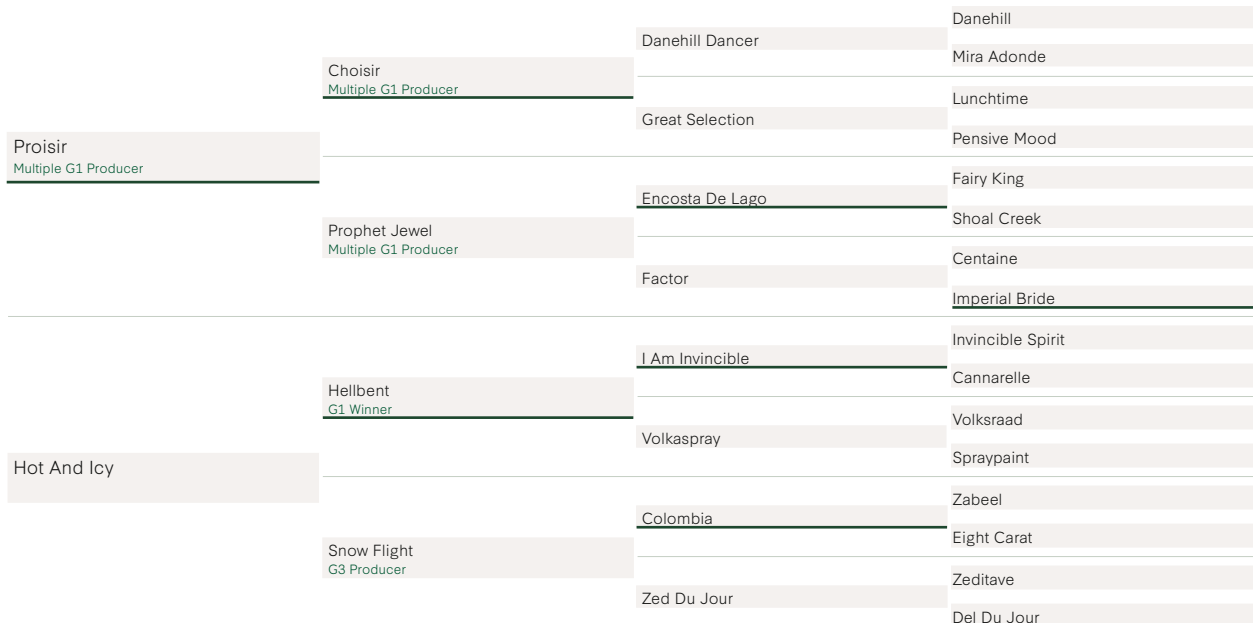 Proisir
Multiple G1 Producer
Hot And Icy
Choisir
Multiple G1 Producer
Prophet Jewel
Multiple G1 Producer
Hellbent
G1 Winner
Snow Flight
G3 Producer
Danehill Dancer
Great Selection
Encosta De Lago
Factor
I Am Invincible
Volkaspray
Colombia
Zed Du Jour
Danehill
Mira Adonde
Lunchtime
Pensive Mood
Fairy King
Shoal Creek
Centaine
Imperial Bride
Invincible Spirit
Cannarelle
Volksraad
Spraypaint
Zabeel
Eight Carat
Zeditave
Del Du Jour